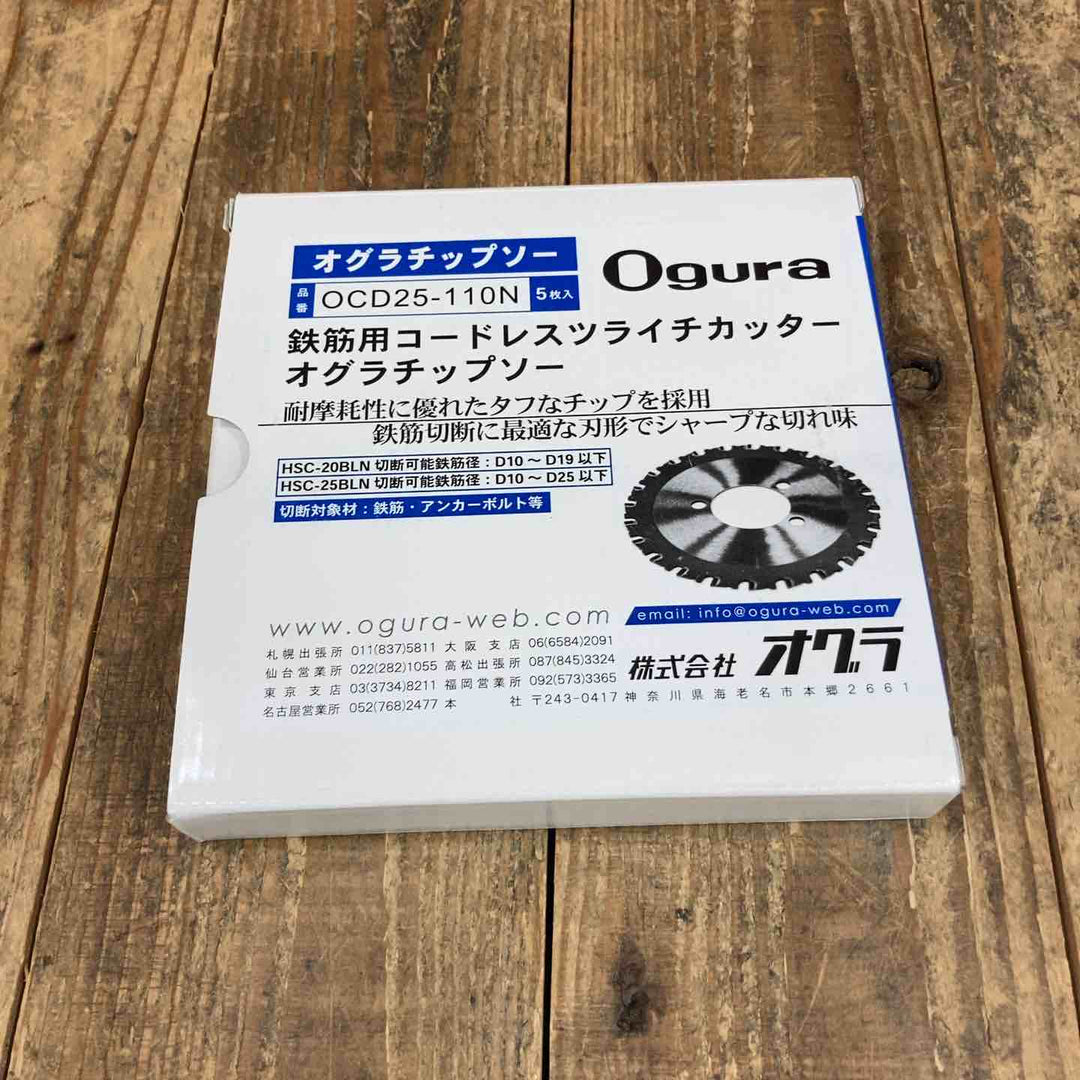 オグラチップソー
Ogura
品番 OCD25-110N 5枚入
鉄筋用コードレスツライチカッター
オグラチップソー
耐摩耗性に優れたタフなチップを採用
鉄筋切断に最適な刃形でシャープな切れ味
HSC-20BLN 切断可能鉄筋径：D10～D19以下
HSC-25BLN 切断可能鉄筋径：D10～D25以下
切断対象材：鉄筋・アンカーボルト等
www.ogura-web.com
email: info@ogura-web.com
札幌出張所 011(837)5811 大阪支店 06(6584)2091
仙台営業所 022(282)1055 高松出張所 087(845)3324
東京支店 03(3734)8211 福岡営業所 092(573)3365
名古屋営業所 052(768)2477 本社 〒243-0417 神奈川県海老名市本郷2661
株式会社 オグラ